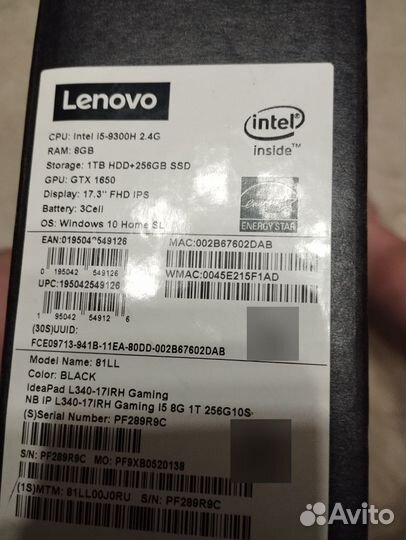 Lenovo
CPU: Intel I5-9300H 2.4G
RAM: 8GB
Storage: 1TB HDD+256GB SSD
GPU: GTX 1650
Display: 17.3" FHD IPS
Battery: 3Cell
OS: Windows 10 Home SL
intel
inside™
ENERGY STAR
EAN:0195042549126
0 195042 549126
MAC:002B67602DAB
WMAC:0045E215F1AD
UPC:195042549126
1 95042 54912 6
(30S)UUID:
FCE09713-941B-11EA-80DD-002B67602DAB
Model Name: 81LL
Color: BLACK
IdeaPad L340-17IRH Gaming
NB IP L340-17IRH Gaming I5 8G 1T 256G10S
(S)Serial Number: PF289R9C
S/N: PF289R9C MO: PF9XB0520138
(1S)MTM: 81LL00J0RU S/N: PF289R9C
Avito